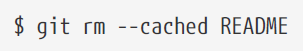 $ git rm --cached README